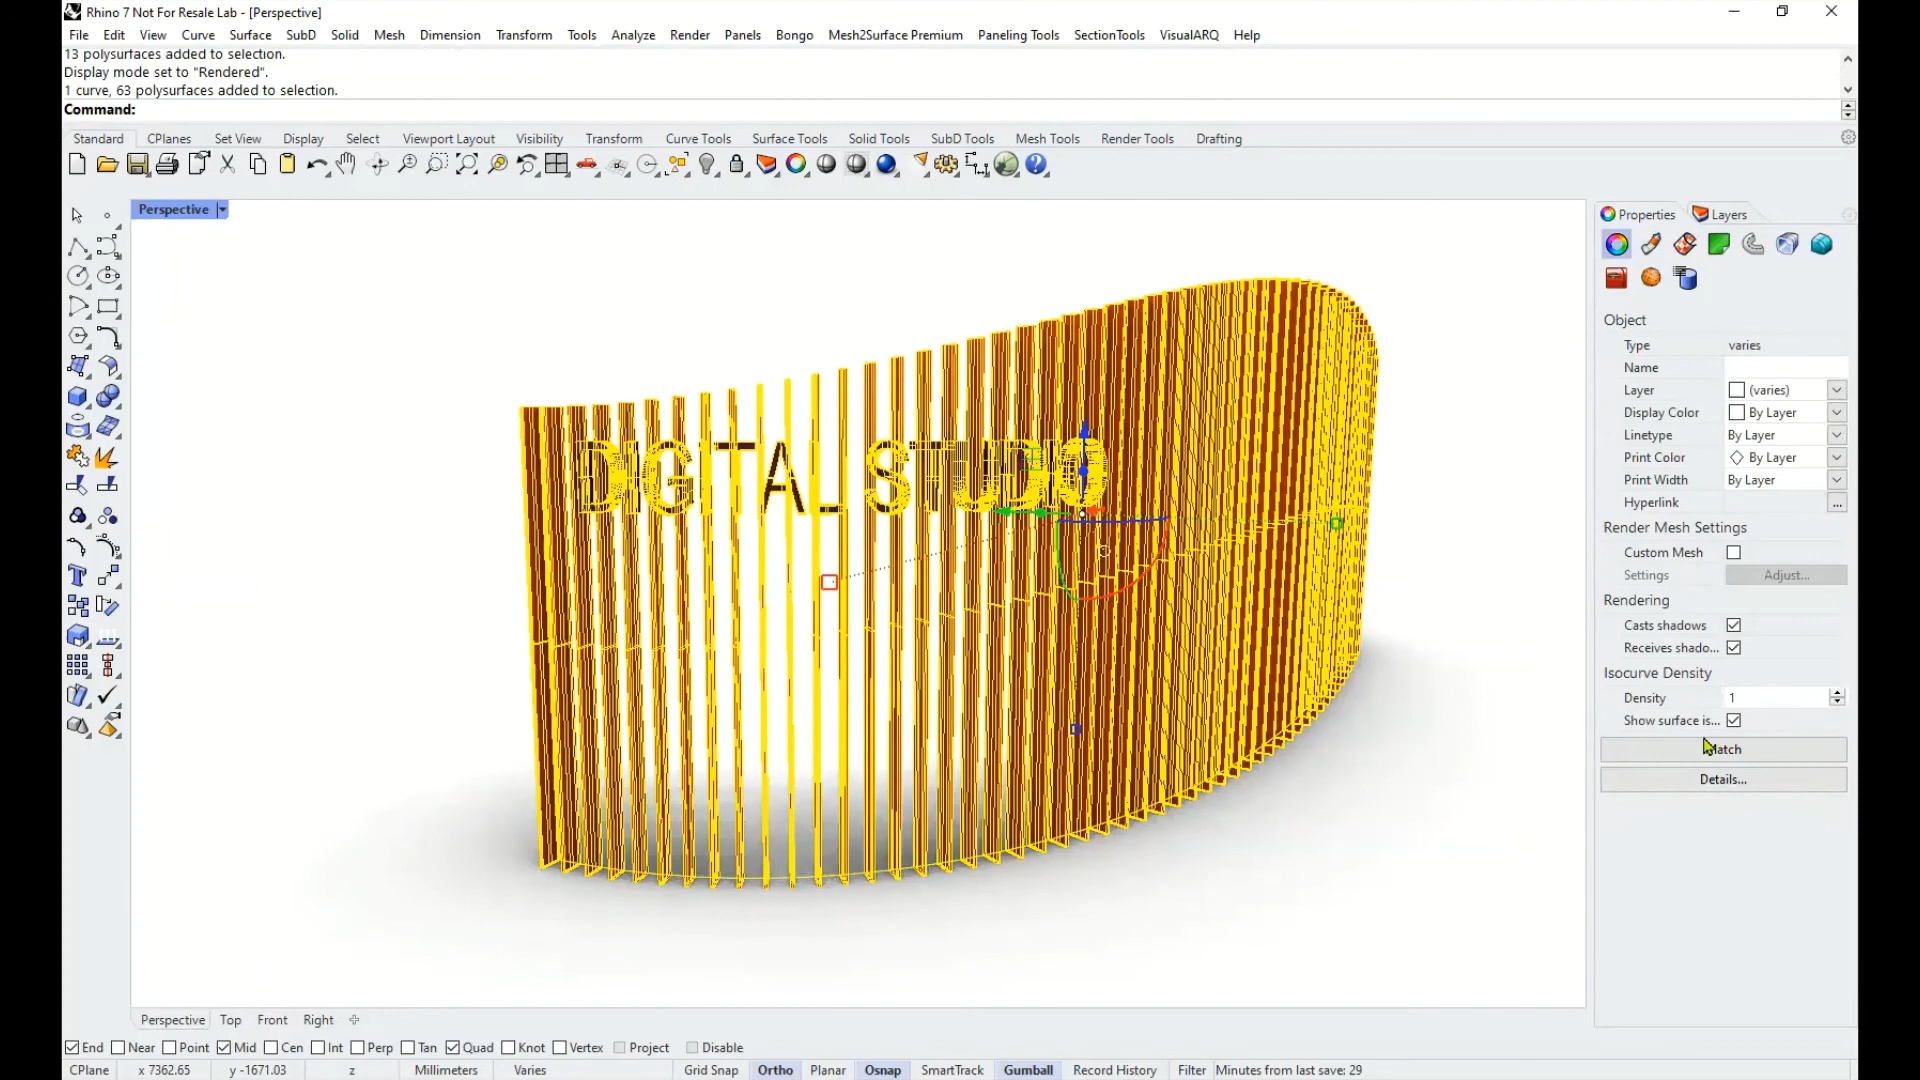 Rhino 7 Not For Resale Lab - [Perspective]
File Edit View Curve Surface SubD Solid Mesh Dimension Transform Tools Analyze Render Panels Bongo Mesh2Surface Premium Paneling Tools SectionTools VisualARQ Help
13 polysurfaces added to selection.
Display mode set to "Rendered".
1 curve, 63 polysurfaces added to selection.
Command:
Standard CPlanes Set View Display Select Viewport Layout Visibility Transform Curve Tools Surface Tools Solid Tools SubD Tools Mesh Tools Render Tools Drafting
Perspective
Properties Layers
Object
Type varies
Name
Layer (varies)
Display Color By Layer
Linetype By Layer
Print Color By Layer
Print Width By Layer
Hyperlink ...
Render Mesh Settings
Custom Mesh
Settings Adjust...
Rendering
Casts shadows
Receives shado...
Isocurve Density
Density 1
Show surface is...
Match
Details...
DIGITAL STUDIO
Perspective Top Front Right
End Near Point Mid Cen Int Perp Tan Quad Knot Vertex Project Disable
CPlane x 7362.65 y -1671.03 z Millimeters Varies Grid Snap Ortho Planar Osnap SmartTrack Gumball Record History Filter Minutes from last save: 29